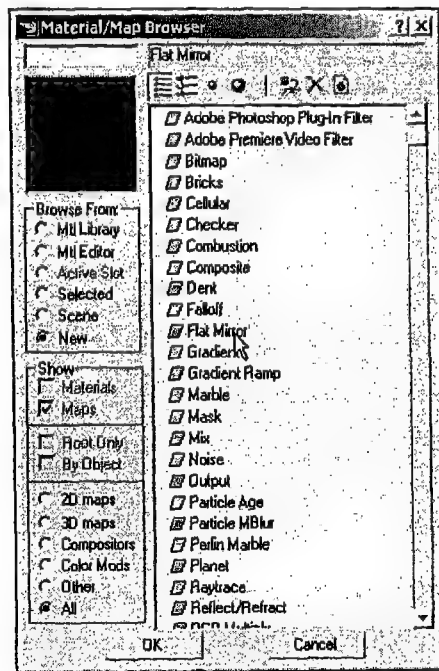 Material/Map Browser
Flat Mirror
Adobe Photoshop Plug-In Filter
Adobe Premiere Video Filter
Bitmap
Bricks
Cellular
Checker
Combustion
Composite
Dent
Falloff
Flat Mirror
Gradient
Gradient Ramp
Marble
Mask
Mix
Noise
Output
Particle Age
Particle MBlur
Perlin Marble
Planet
Raytrace
Reflect/Refract
Browse From:
Mtl Library
Mtl Editor
Active Slot
Selected
Scene
New
Show
Materials
Maps
Root Only
By Object
2D maps
3D maps
Compositors
Color Mods
Other
All
OK
Cancel